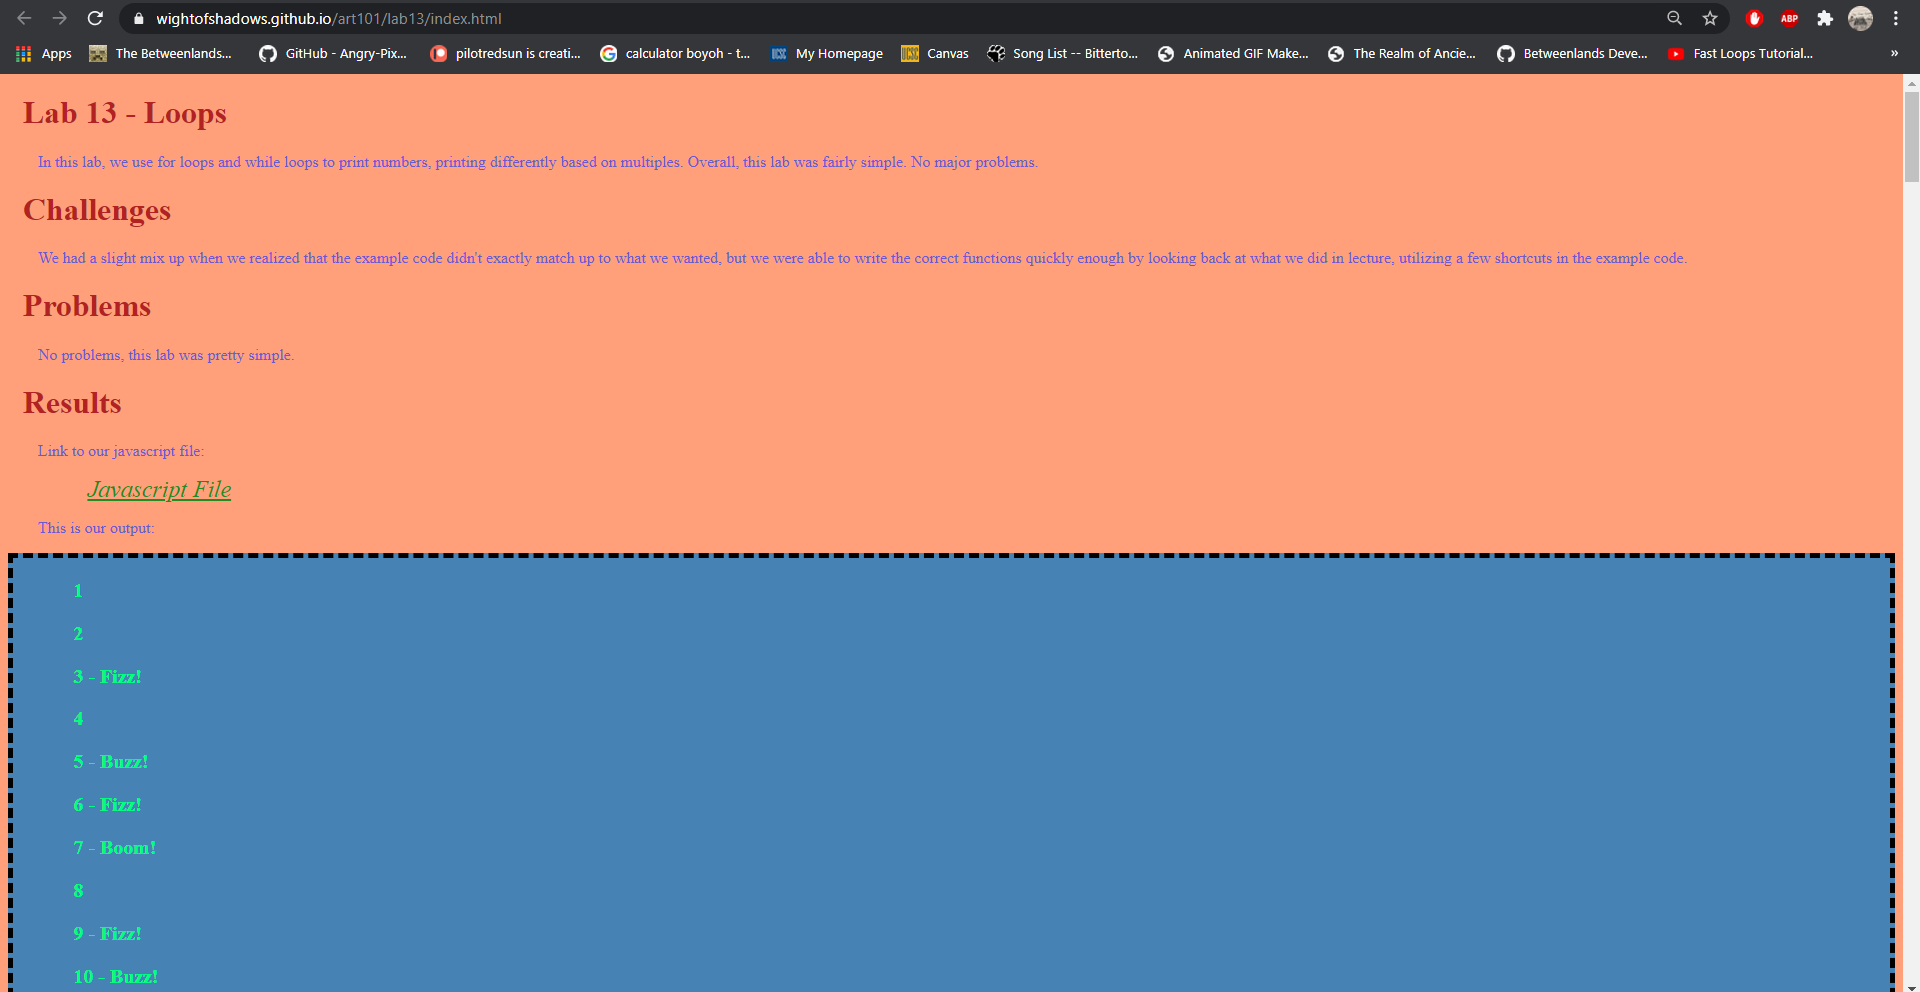 wightofshadows.github.io/art101/lab13/index.html
ABP
Apps The Betweenlands... GitHub - Angry-Pix... pilotredsun is creati... calculator boyoh - t... UCSC My Homepage UCSC Canvas Song List -- Bitterto... Animated GIF Make... The Realm of Ancie... Betweenlands Deve... Fast Loops Tutorial... »
Lab 13 - Loops
In this lab, we use for loops and while loops to print numbers, printing differently based on multiples. Overall, this lab was fairly simple. No major problems.
Challenges
We had a slight mix up when we realized that the example code didn't exactly match up to what we wanted, but we were able to write the correct functions quickly enough by looking back at what we did in lecture, utilizing a few shortcuts in the example code.
Problems
No problems, this lab was pretty simple.
Results
Link to our javascript file:
Javascript File
This is our output:
1
2
3 - Fizz!
4
5 - Buzz!
6 - Fizz!
7 - Boom!
8
9 - Fizz!
10 - Buzz!